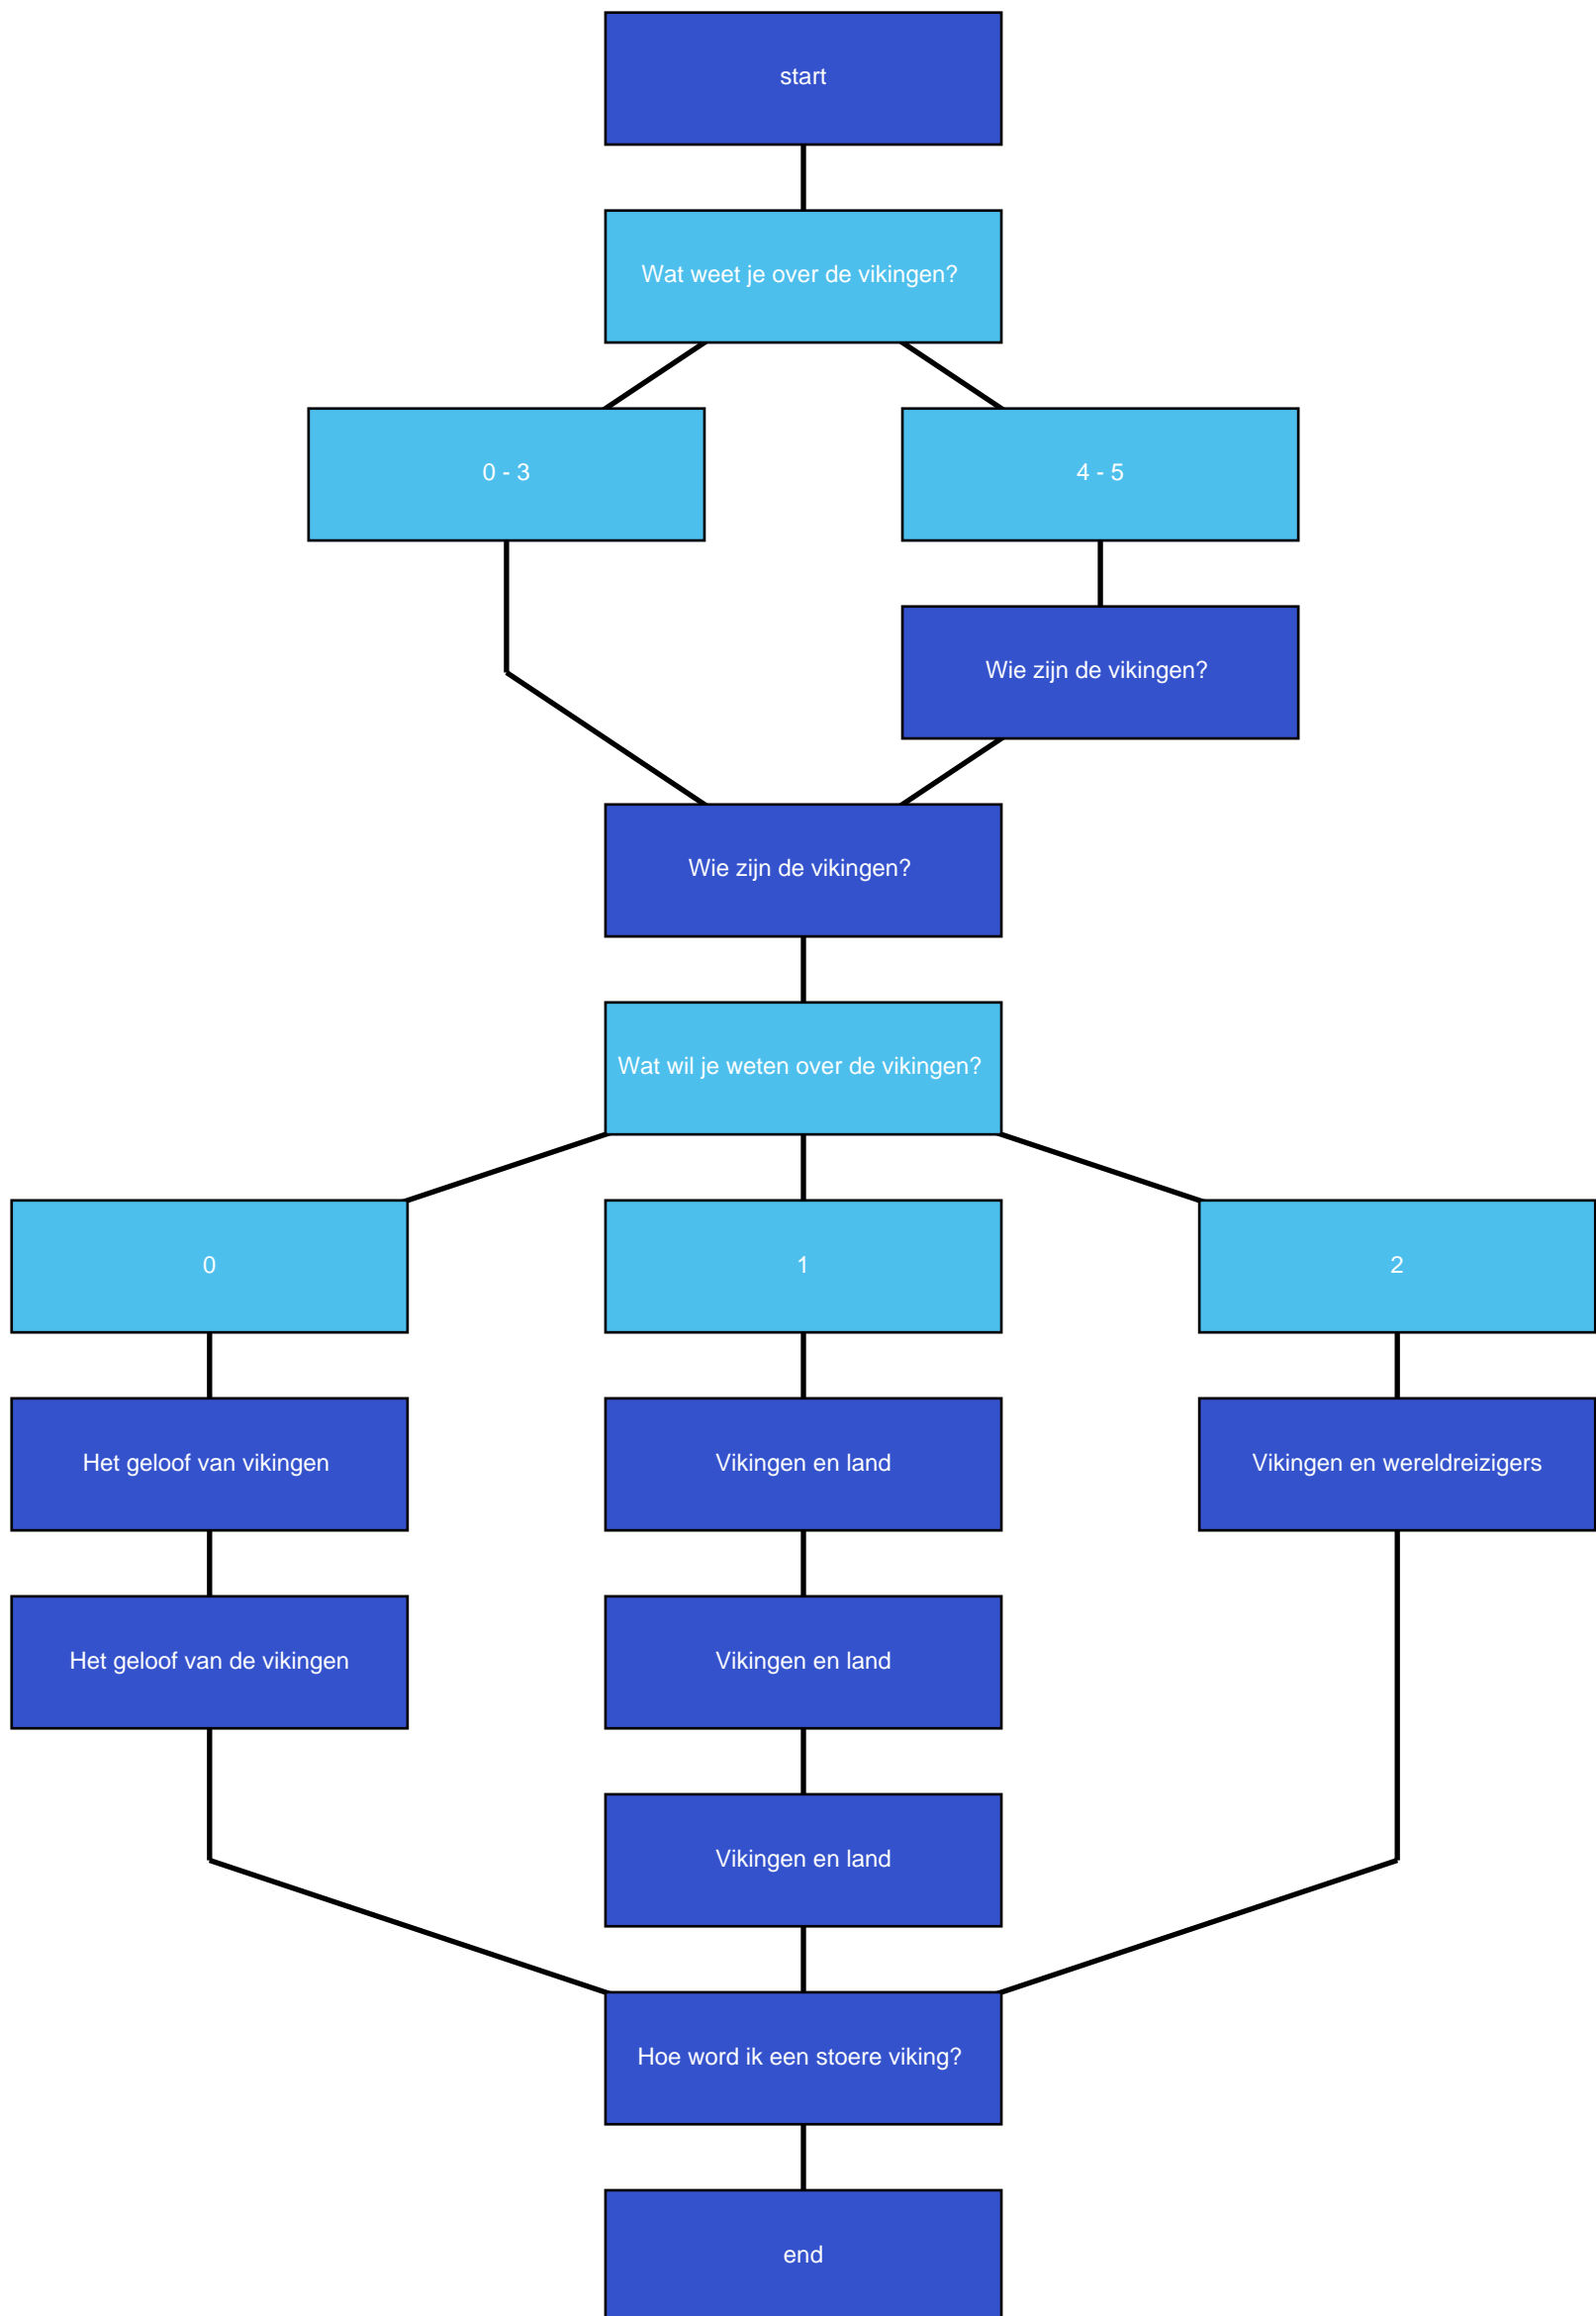 start
Wat weet je over de vikingen?
0 - 3
4 - 5
Wie zijn de vikingen?
Wie zijn de vikingen?
Wat wil je weten over de vikingen?
0
1
2
Het geloof van vikingen
Vikingen en land
Vikingen en wereldreizigers
Het geloof van de vikingen
Vikingen en land
Vikingen en land
Hoe word ik een stoere viking?
end